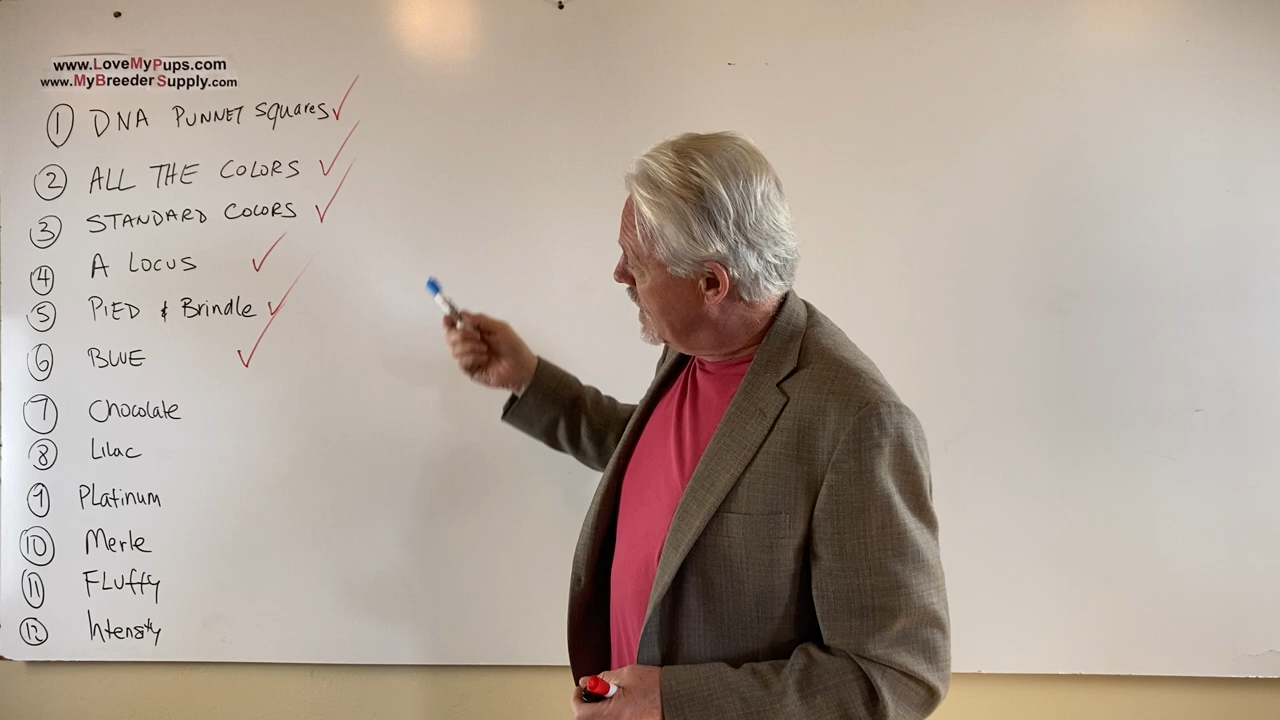 www.LoveMyPups.com
www.MyBreederSupply.com
① DNA PUNNET Squares ✓
② ALL THE COLORS ✓
③ STANDARD COLORS ✓
④ A LOCUS ✓
⑤ PIED & Brindle ✓
⑥ BLUE ✓
⑦ Chocolate
⑧ Lilac
⑨ PLatinum
⑩ Merle
⑪ FLuffy
⑫ Intensity